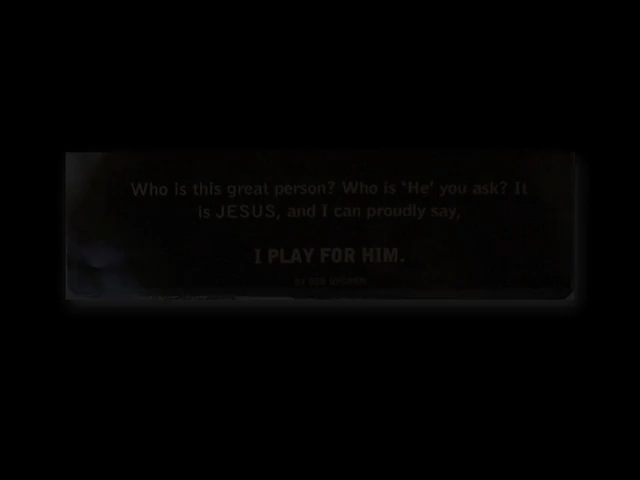 Who is this great person? Who is 'He' you ask? It
is JESUS, and I can proudly say,
I PLAY FOR HIM.